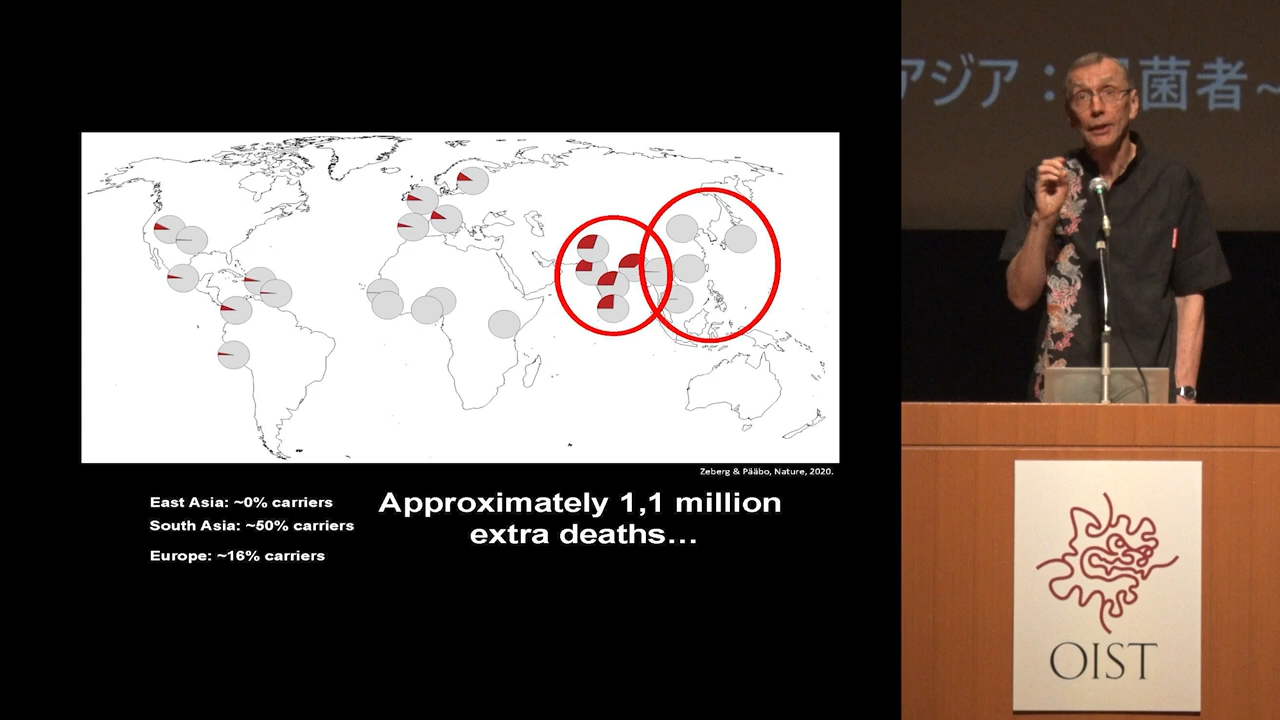 Zeberg & Pääbo, Nature, 2020.
East Asia: ~0% carriers
South Asia: ~50% carriers
Europe: ~16% carriers
Approximately 1,1 million
extra deaths...
アジア：
菌者~
OIST